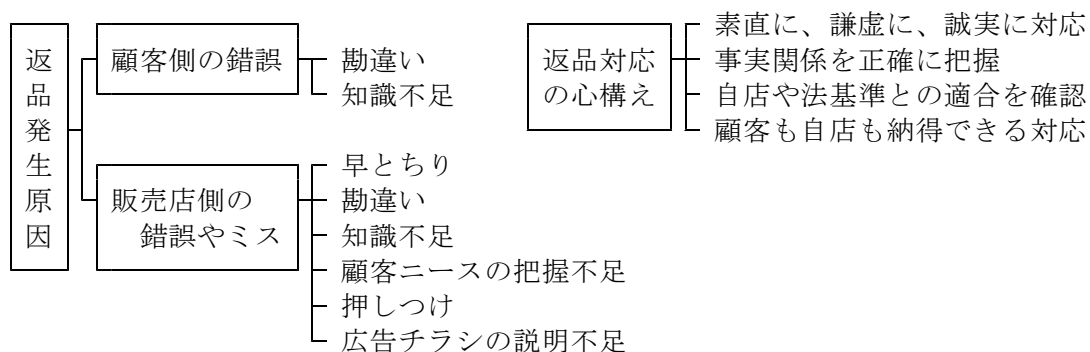 返品発生原因
顧客側の錯誤
勘違い
知識不足
販売店側の
錯誤やミス
早とちり
勘違い
知識不足
顧客ニースの把握不足
押しつけ
広告チラシの説明不足
返品対応
の心構え
素直に、謙虚に、誠実に対応
事実関係を正確に把握
自店や法基準との適合を確認
顧客も自店も納得できる対応